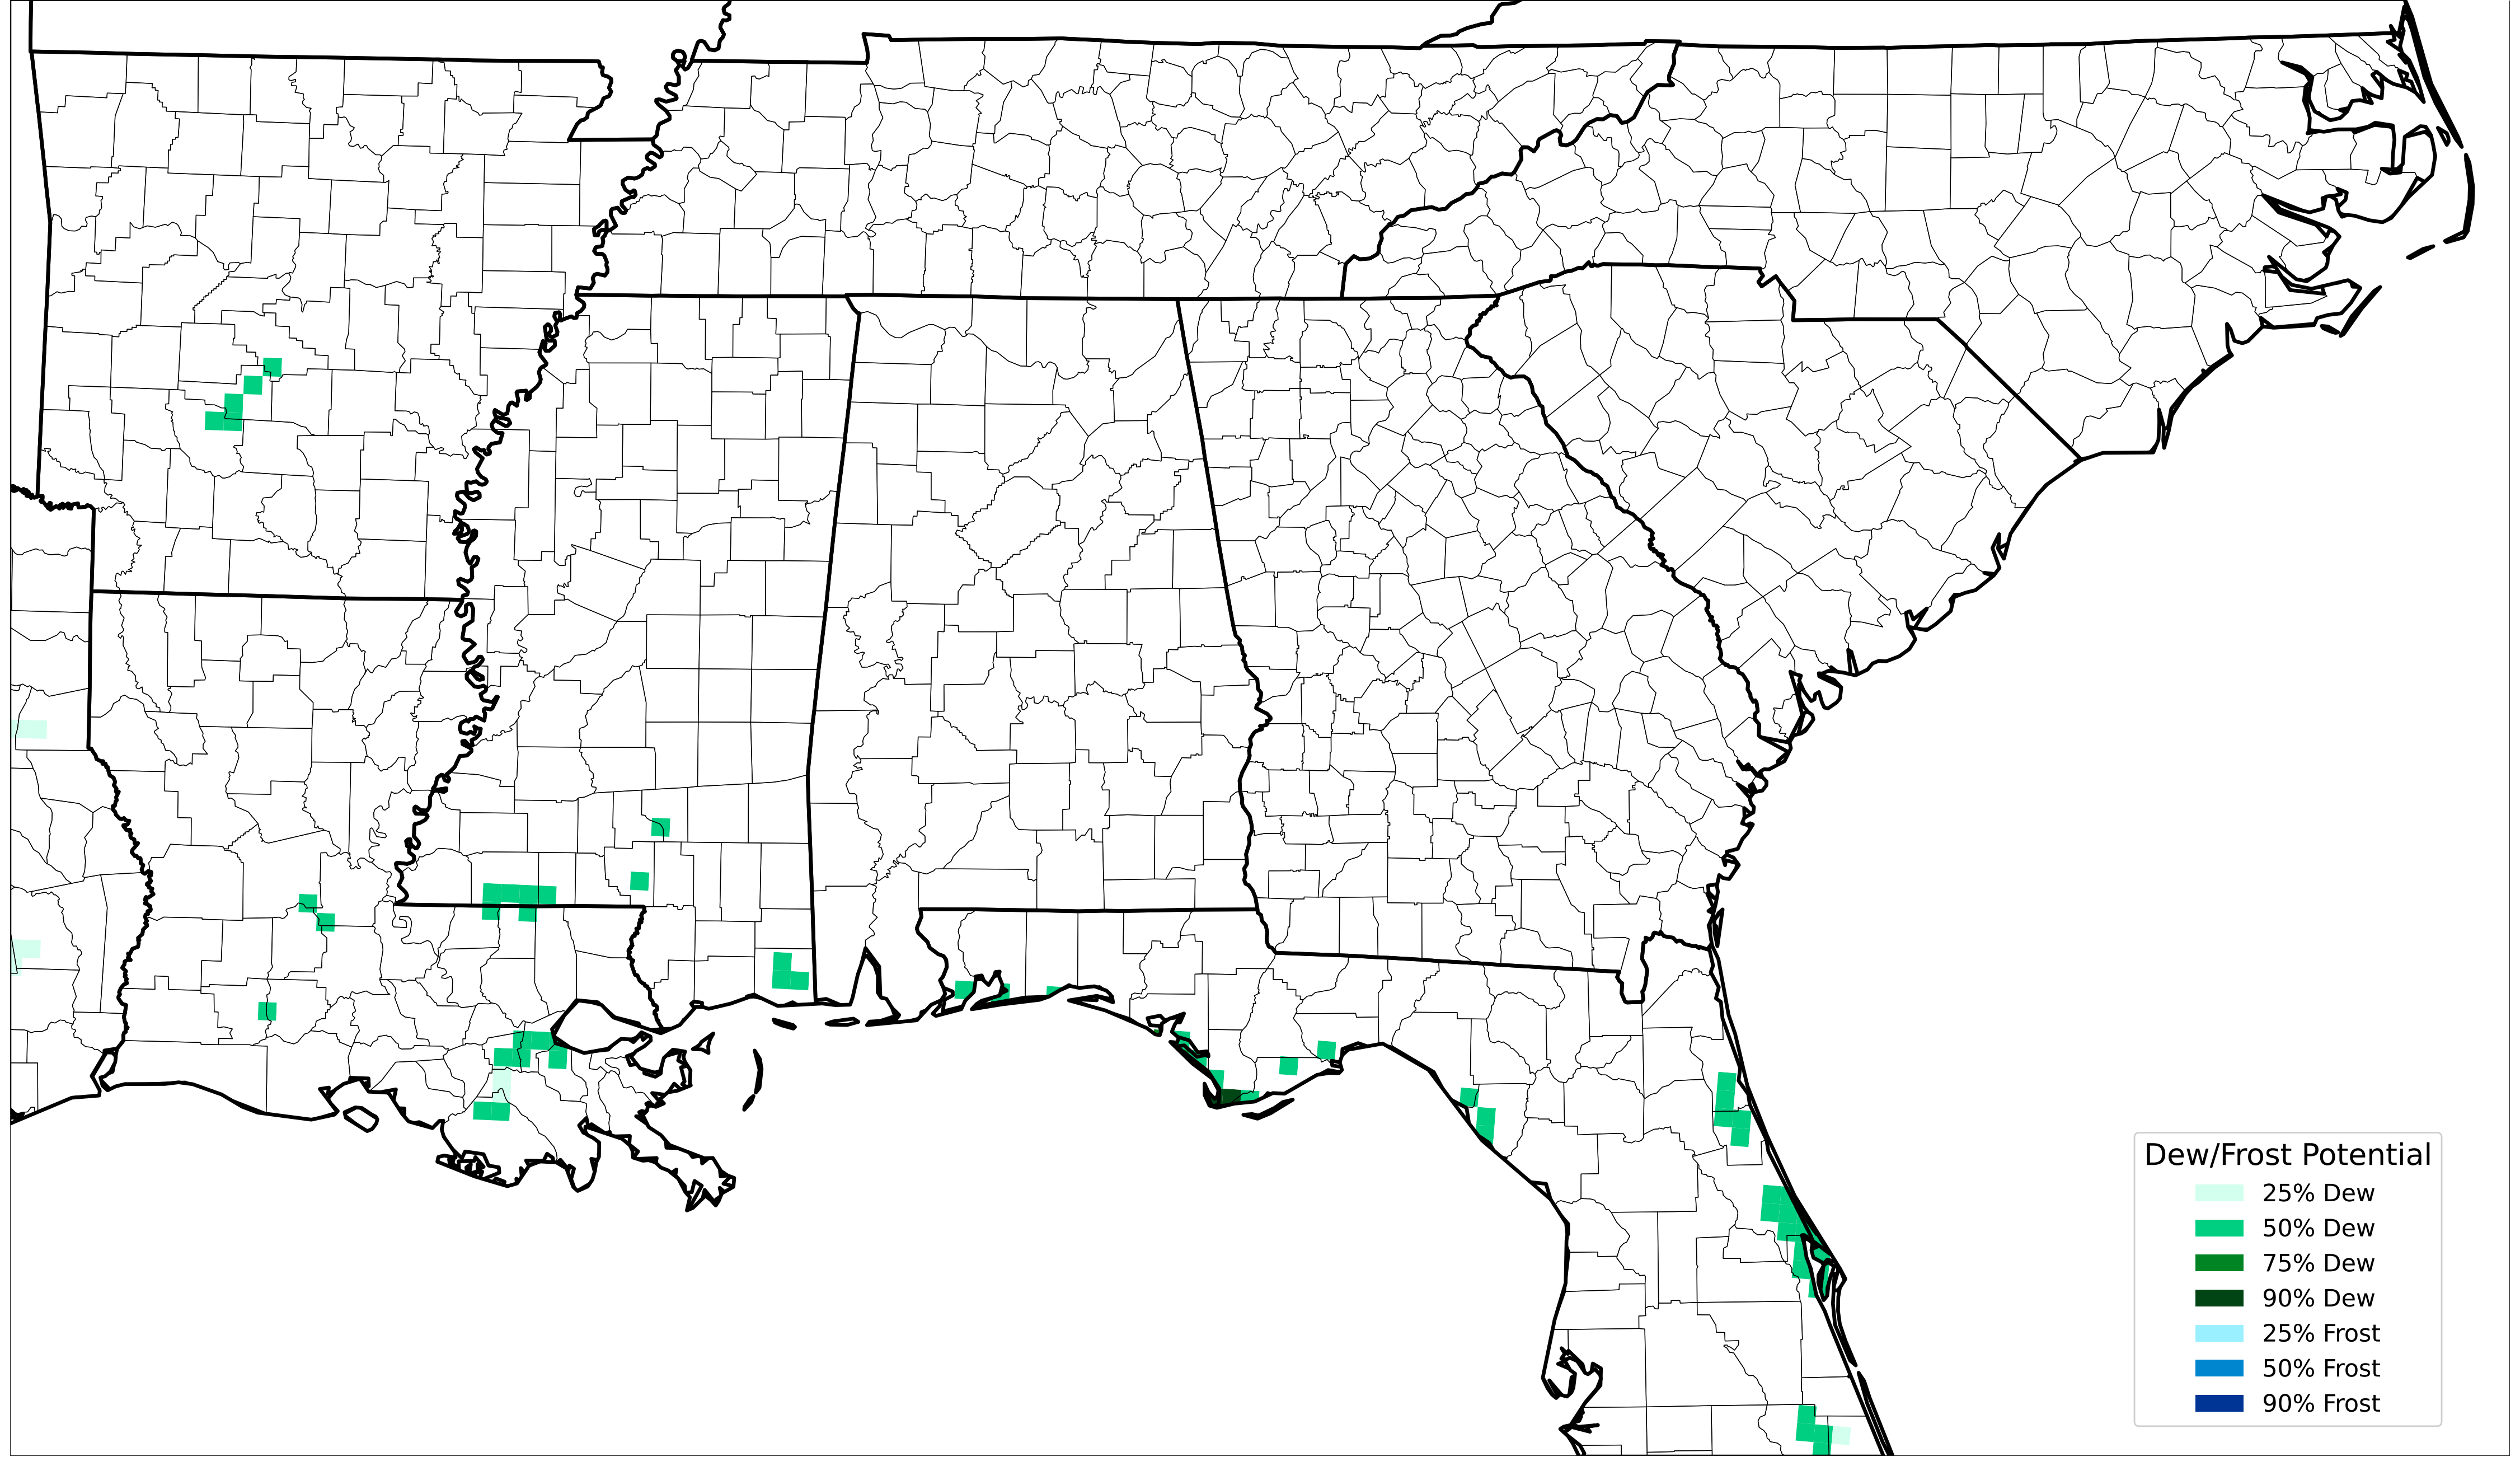 Dew/Frost Potential
25% Dew
50% Dew
75% Dew
90% Dew
25% Frost
50% Frost
90% Frost